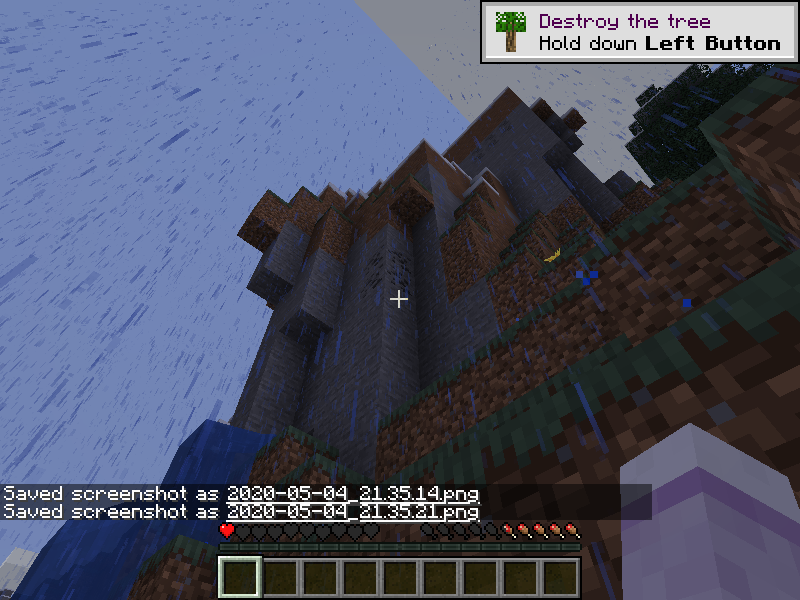 Destroy the tree
Hold down Left Button
Saved screenshot as 2020-05-04_21.35.14.png
Saved screenshot as 2020-05-04_21.35.21.png